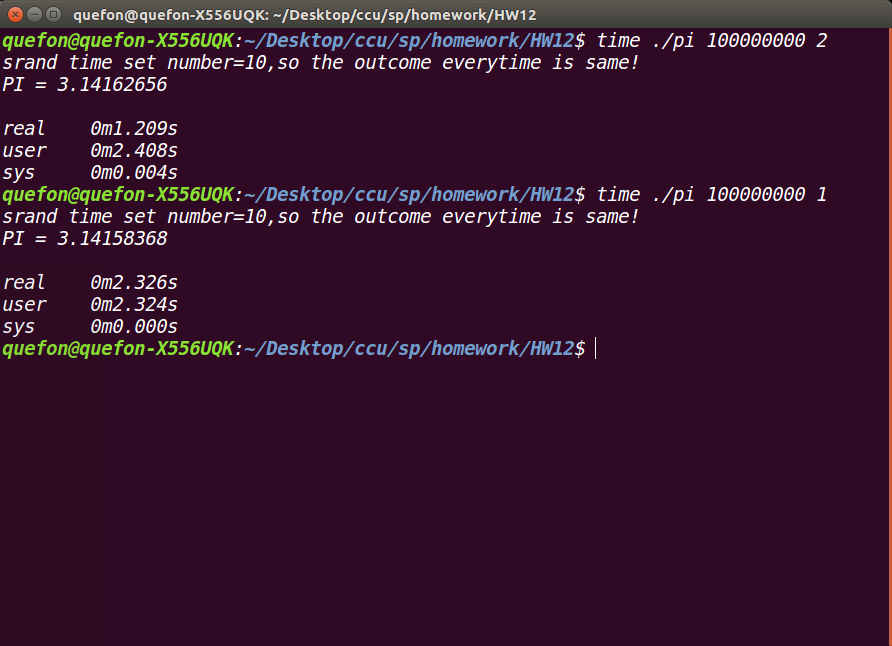 quefon@quefon-X556UQK: ~/Desktop/ccu/sp/homework/HW12
quefon@quefon-X556UQK:~/Desktop/ccu/sp/homework/HW12$ time ./pi 100000000 2
srand time set number=10,so the outcome everytime is same!
PI = 3.14162656
real    0m1.209s
user    0m2.408s
sys     0m0.004s
quefon@quefon-X556UQK:~/Desktop/ccu/sp/homework/HW12$ time ./pi 100000000 1
srand time set number=10,so the outcome everytime is same!
PI = 3.14158368
real    0m2.326s
user    0m2.324s
sys     0m0.000s
quefon@quefon-X556UQK:~/Desktop/ccu/sp/homework/HW12$